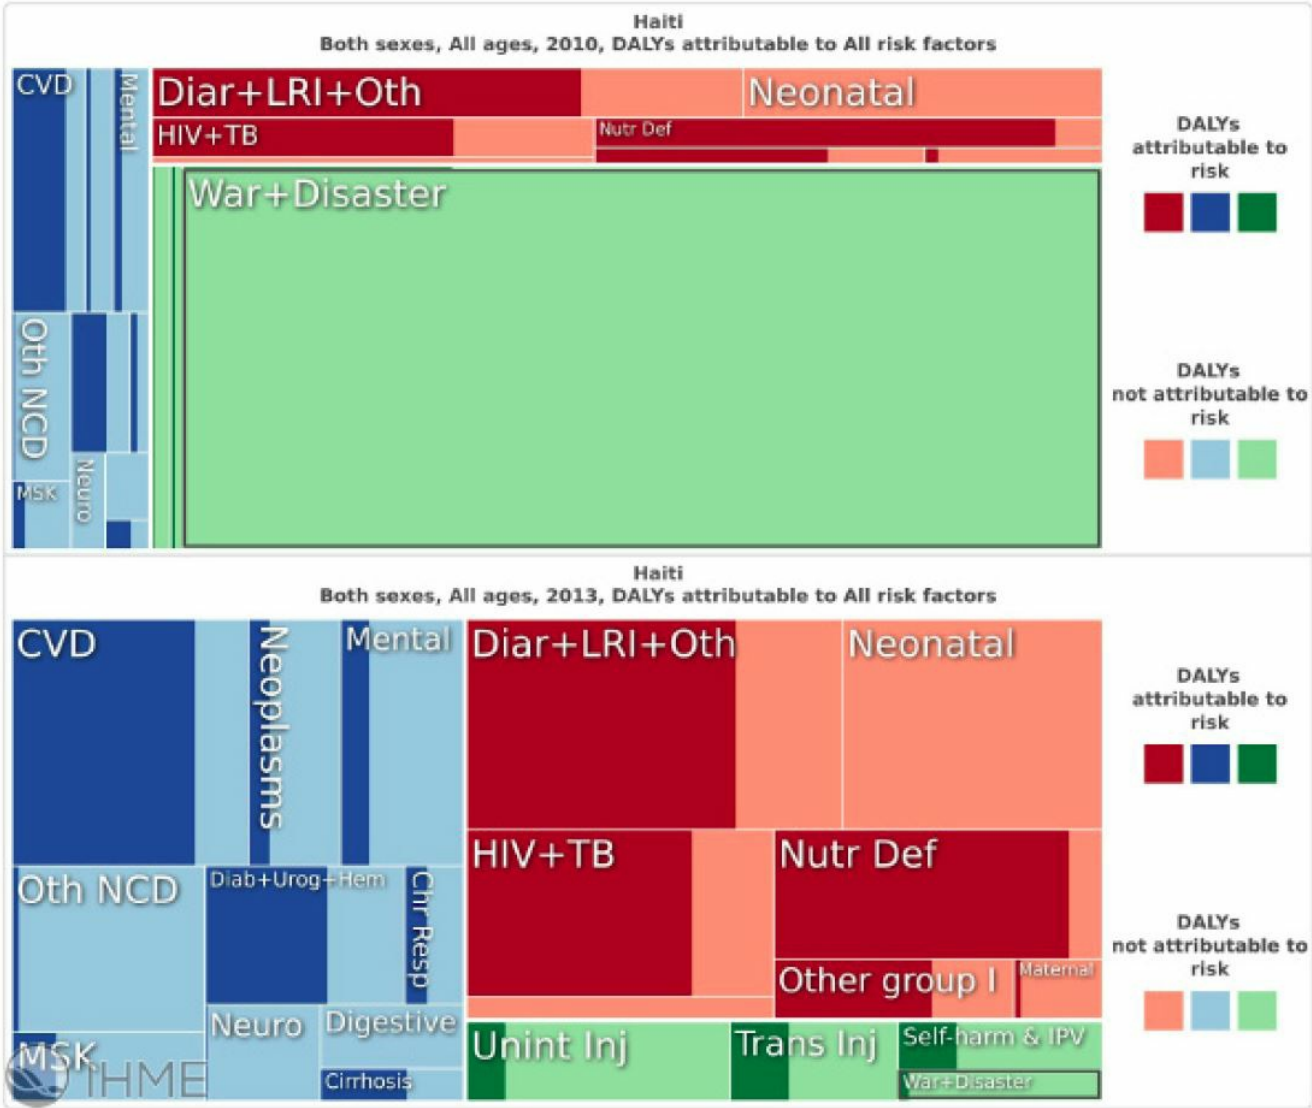 Haiti
Both sexes, All ages, 2010, DALYs attributable to All risk factors
CVD
Mental
Diar+LRI+Oth
Neonatal
HIV+TB
Nutr Def
War+Disaster
Oth NCD
MSK
Neuro
DALYs
attributable to
risk
DALYs
not attributable to
risk
Haiti
Both sexes, All ages, 2013, DALYs attributable to All risk factors
CVD
Neoplasms
Mental
Diar+LRI+Oth
Neonatal
Oth NCD
Diab+Urog+Hem
Chr Resp
HIV+TB
Nutr Def
Other group I
Maternal
MSK
Neuro
Digestive
Cirrhosis
Unint Inj
Trans Inj
Self-harm & IPV
War+Disaster
IHME
DALYs
attributable to
risk
DALYs
not attributable to
risk